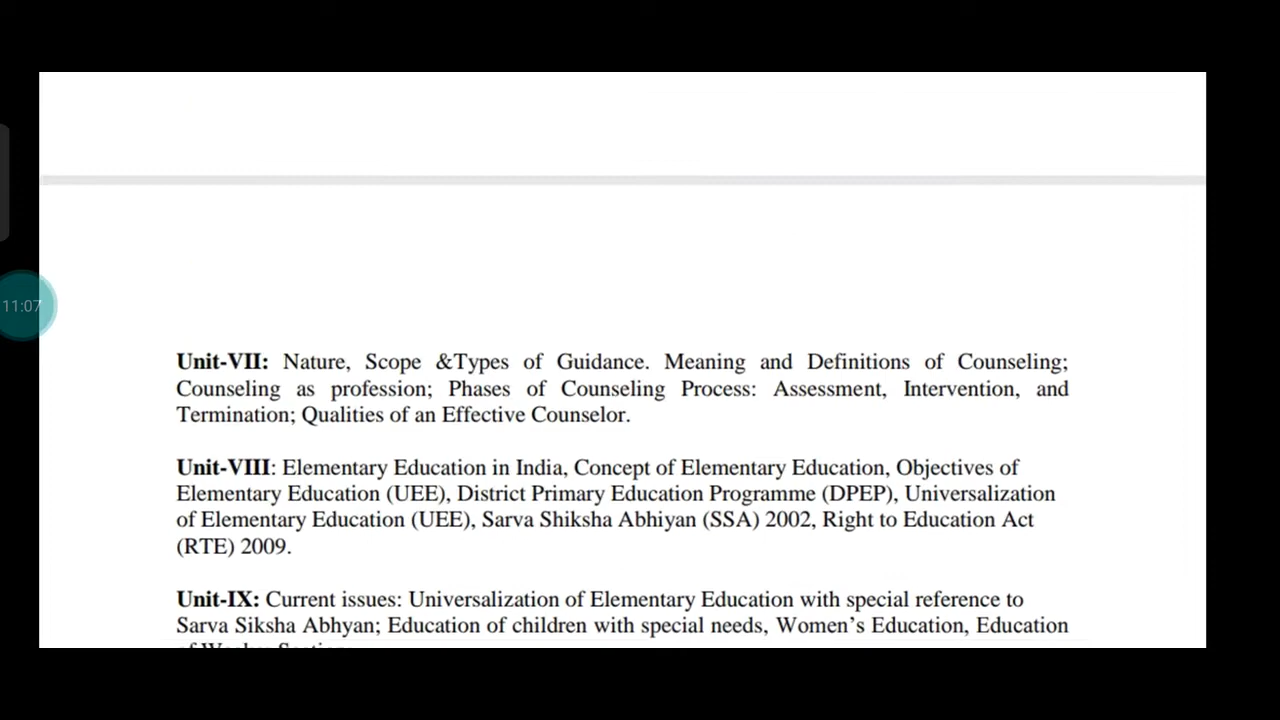 11:07
Unit-VII: Nature, Scope &Types of Guidance. Meaning and Definitions of Counseling;
Counseling as profession; Phases of Counseling Process: Assessment, Intervention, and
Termination; Qualities of an Effective Counselor.
Unit-VIII: Elementary Education in India, Concept of Elementary Education, Objectives of
Elementary Education (UEE), District Primary Education Programme (DPEP), Universalization
of Elementary Education (UEE), Sarva Shiksha Abhiyan (SSA) 2002, Right to Education Act
(RTE) 2009.
Unit-IX: Current issues: Universalization of Elementary Education with special reference to
Sarva Siksha Abhyan; Education of children with special needs, Women’s Education, Education